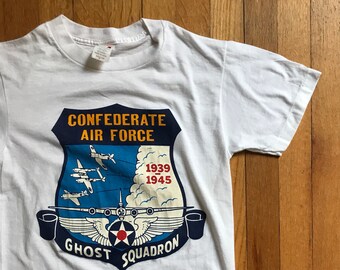 CONFEDERATE
AIR FORCE
1939
1945
GHOST SQUADRON